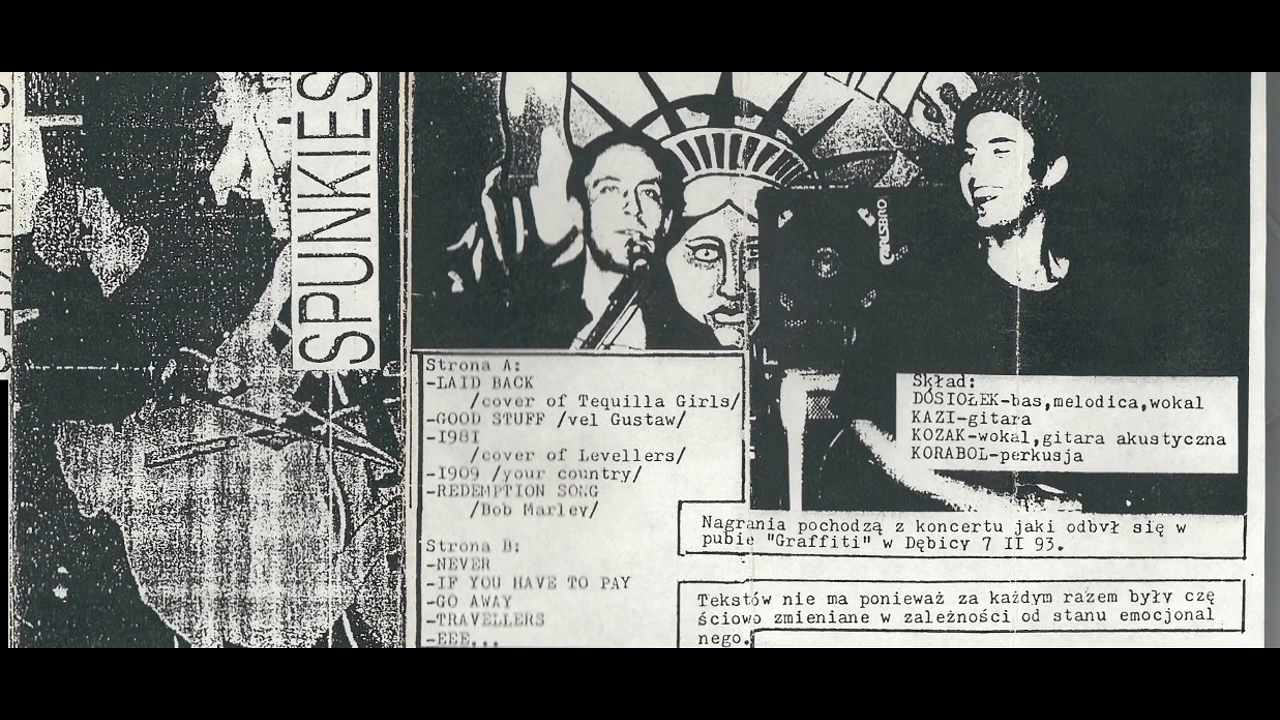 SPUNKIES
CARLSBRO
Strona A:
-LAID BACK
/cover of Tequilla Girls/
-GOOD STUFF /vel Gustaw/
-1981
/cover of Levellers/
-1909 /your country/
-REDEMPTION SONG
/Bob Marley/
Strona B:
-NEVER
-IF YOU HAVE TO PAY
-GO AWAY
-TRAVELLERS
-EEE...
Skład:
DOSIOŁEK-bas,melodica,wokal
KAZI-gitara
KOZAK-wokal,gitara akustyczna
KORABOL-perkusja
Nagrania pochodzą z koncertu jaki odbył się w
pubie "Graffiti" w Dębicy 7 II 93.
Tekstów nie ma ponieważ za każdym razem były czę
ściowo zmieniane w zależności od stanu emocjonal
nego.